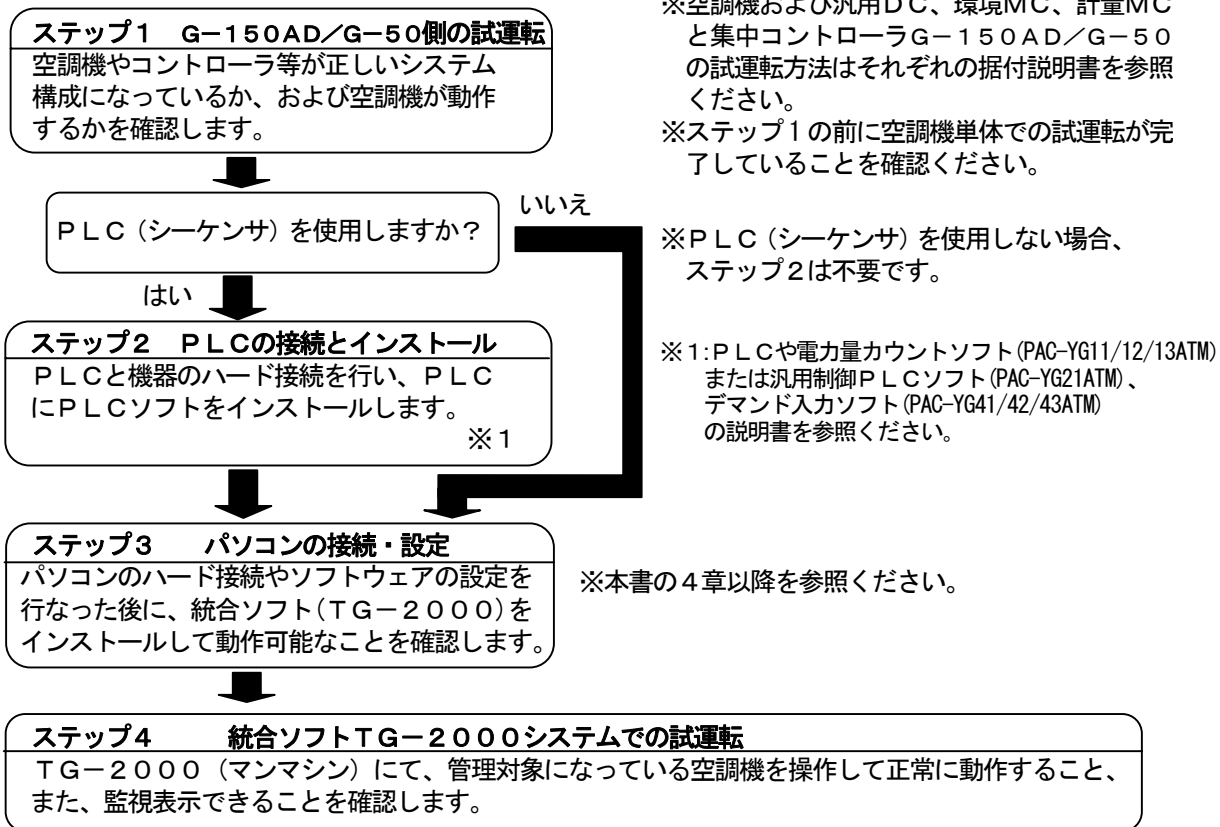 ※空調機および汎用ＤＣ、環境ＭＣ、計量ＭＣ
と集中コントローラＧ－１５０ＡＤ／Ｇ－５０
の試運転方法はそれぞれの据付説明書を参照
ください。
※ステップ１の前に空調機単体での試運転が完
了していることを確認ください。
ステップ１　Ｇ－１５０ＡＤ／Ｇ－５０側の試運転
空調機やコントローラ等が正しいシステム
構成になっているか、および空調機が動作
するかを確認します。
ＰＬＣ（シーケンサ）を使用しますか？
いいえ
はい
※ＰＬＣ（シーケンサ）を使用しない場合、
ステップ２は不要です。
ステップ２　ＰＬＣの接続とインストール
ＰＬＣと機器のハード接続を行い、ＰＬＣ
にＰＬＣソフトをインストールします。
※１
※１:ＰＬＣや電力量カウントソフト(PAC-YG11/12/13ATM)
または汎用制御ＰＬＣソフト(PAC-YG21ATM)、
デマンド入力ソフト(PAC-YG41/42/43ATM)
の説明書を参照ください。
ステップ３　パソコンの接続・設定
パソコンのハード接続やソフトウェアの設定を
行なった後に、統合ソフト(ＴＧ－２０００)を
インストールして動作可能なことを確認します。
※本書の４章以降を参照ください。
ステップ４　統合ソフトＴＧ－２０００システムでの試運転
ＴＧ－２０００（マンマシン）にて、管理対象になっている空調機を操作して正常に動作すること、
また、監視表示できることを確認します。